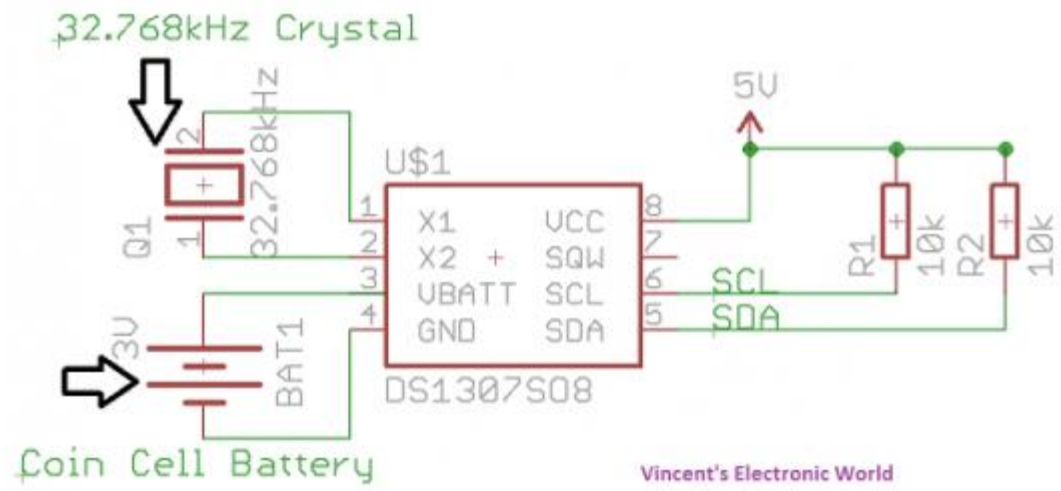 32.768kHz Crystal
5V
2
32.768kHz
Q1
1
U$1
1 X1 VCC 8
2 X2 SQW 7
3 VBATT SCL 6 SCL
4 GND SDA 5 SDA
R1
10k
R2
10k
3V
BAT1
DS1307SO8
Coin Cell Battery
Vincent's Electronic World